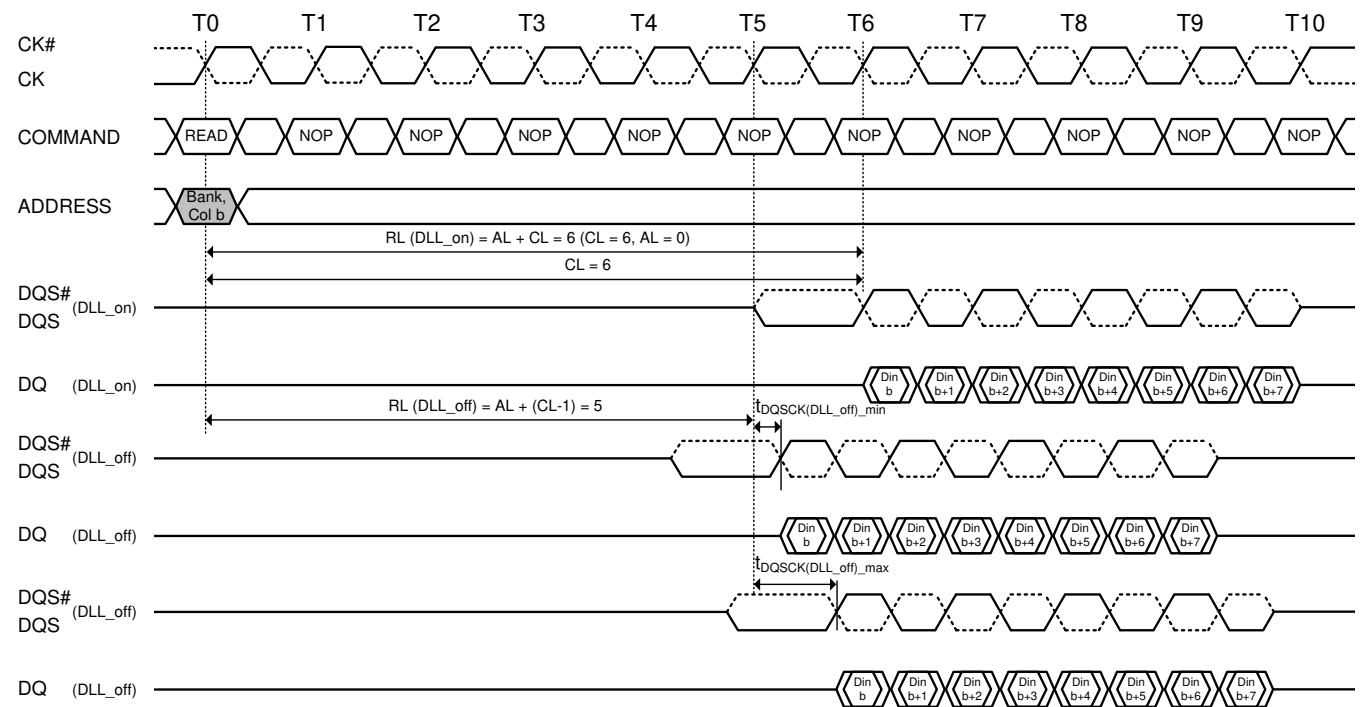 T0 T1 T2 T3 T4 T5 T6 T7 T8 T9 T10
CK#
CK
COMMAND READ NOP NOP NOP NOP NOP NOP NOP NOP NOP NOP
ADDRESS Bank,
Col b
RL (DLL_on) = AL + CL = 6 (CL = 6, AL = 0)
CL = 6
DQS# (DLL_on)
DQS
DQ (DLL_on) Din b Din b+1 Din b+2 Din b+3 Din b+4 Din b+5 Din b+6 Din b+7
RL (DLL_off) = AL + (CL-1) = 5
tDQSCK(DLL_off)_min
DQS# (DLL_off)
DQS
DQ (DLL_off) Din b Din b+1 Din b+2 Din b+3 Din b+4 Din b+5 Din b+6 Din b+7
tDQSCK(DLL_off)_max
DQS# (DLL_off)
DQS
DQ (DLL_off) Din b Din b+1 Din b+2 Din b+3 Din b+4 Din b+5 Din b+6 Din b+7